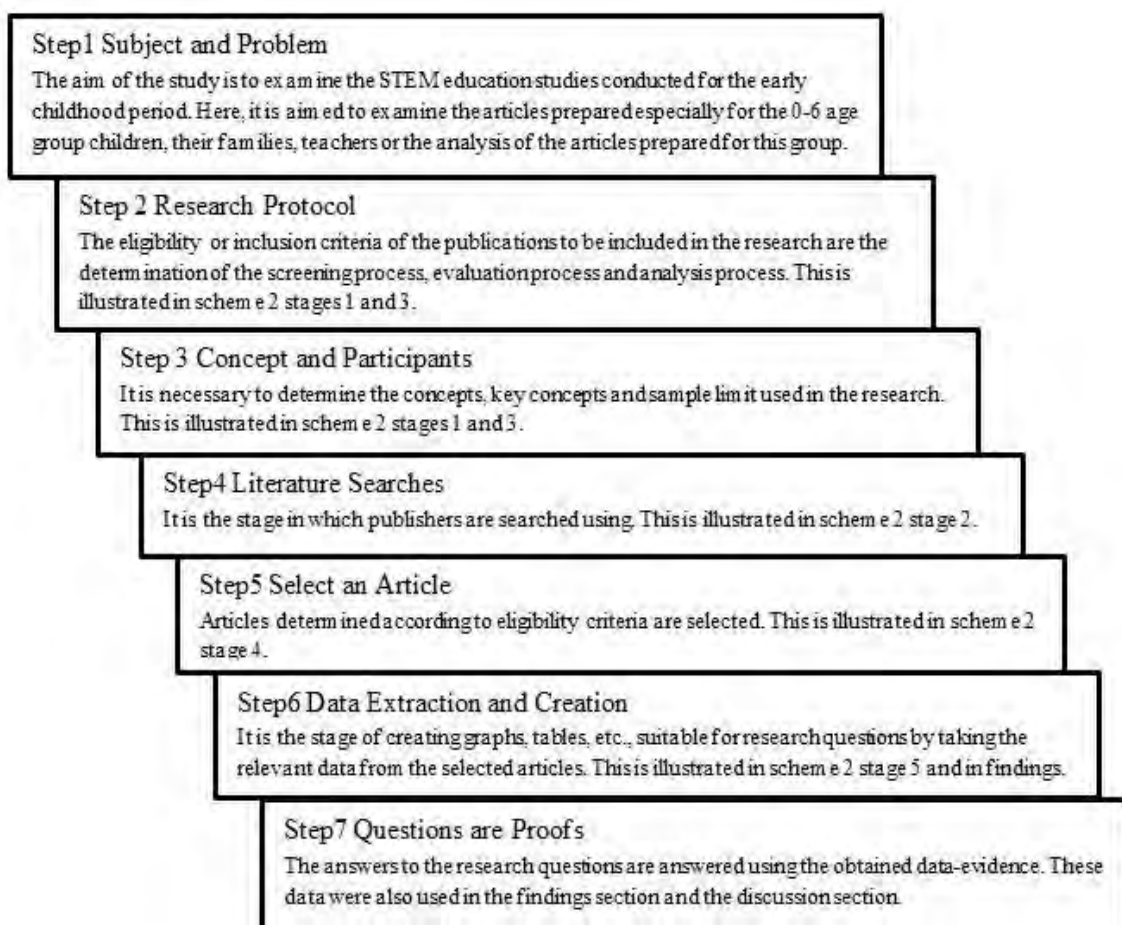 Step1 Subject and Problem
The aim of the study is to examine the STEM education studies conducted for the early
childhood period. Here, it is aimed to examine the articles prepared especially for the 0-6 age
group children, their families, teachers or the analysis of the articles prepared for this group.
Step 2 Research Protocol
The eligibility or inclusion criteria of the publications to be included in the research are the
determination of the screening process, evaluation process and analysis process. This is
illustrated in scheme 2 stages 1 and 3.
Step 3 Concept and Participants
It is necessary to determine the concepts, key concepts and sample limit used in the research.
This is illustrated in scheme 2 stages 1 and 3.
Step4 Literature Searches
It is the stage in which publishers are searched using. This is illustrated in scheme 2 stage 2.
Step5 Select an Article
Articles determined according to eligibility criteria are selected. This is illustrated in scheme 2
stage 4.
Step6 Data Extraction and Creation
It is the stage of creating graphs, tables, etc., suitable for research questions by taking the
relevant data from the selected articles. This is illustrated in scheme 2 stage 5 and in findings.
Step7 Questions are Proofs
The answers to the research questions are answered using the obtained data-evidence. These
data were also used in the findings section and the discussion section.